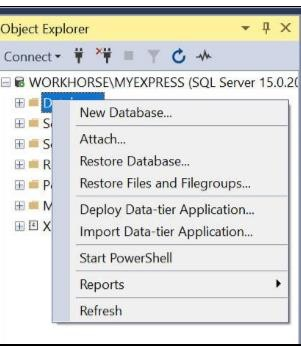 Object Explorer
Connect
WORKHORSE\MYEXPRESS (SQL Server 15.0.20
D
New Database...
Attach...
S
Restore Database...
S
Restore Files and Filegroups...
R
P
Deploy Data-tier Application...
M
Import Data-tier Application...
X
Start PowerShell
Reports
Refresh